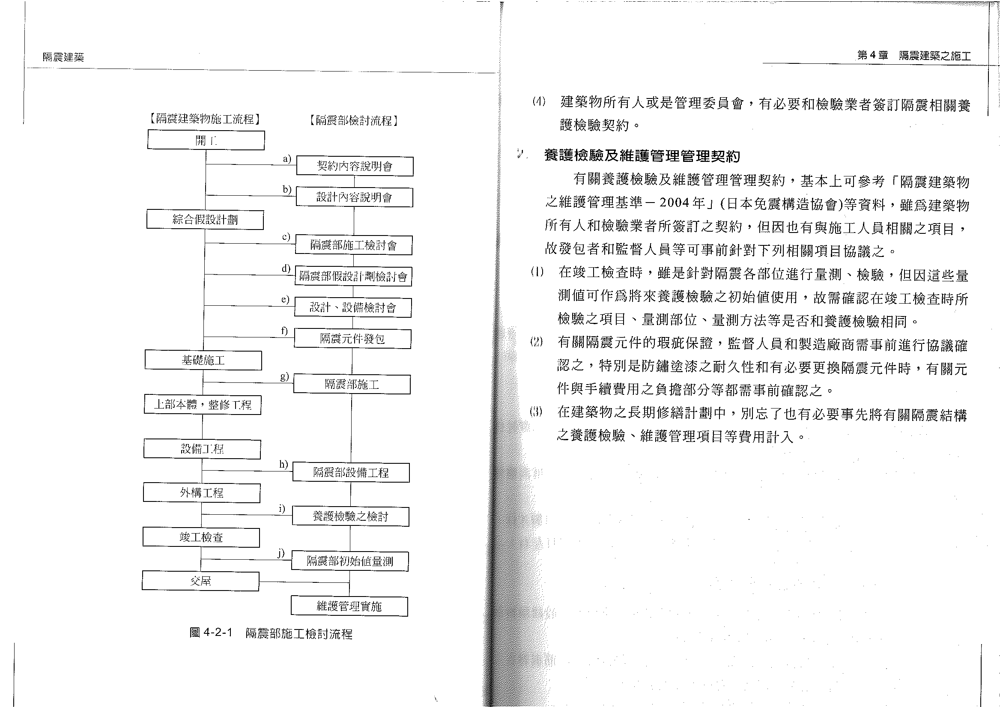 隔震建築
【隔震建築物施工流程】
【隔震部檢討流程】
開工
a)
契約內容說明會
b)
設計內容說明會
綜合假設計劃
c)
隔震部施工檢討會
d)
隔震部假設計劃檢討會
e)
設計、設備檢討會
f)
隔震元件發包
基礎施工
g)
隔震部施工
上部本體，整修工程
設備工程
h)
隔震部設備工程
外構工程
i)
養護檢驗之檢討
竣工檢查
j)
隔震部初始值量測
交屋
維護管理實施
圖 4-2-1 隔震部施工檢討流程
第 4 章 隔震建築之施工
(4) 建築物所有人或是管理委員會，有必要和檢驗業者簽訂隔震相關養
護檢驗契約。
養護檢驗及維護管理管理契約
有關養護檢驗及維護管理管理契約，基本上可參考「隔震建築物
之維護管理基準－2004 年」(日本免震構造協會)等資料，雖為建築物
所有人和檢驗業者所簽訂之契約，但因也有與施工人員相關之項目，
故發包者和監督人員等可事前針對下列相關項目協議之。
(1) 在竣工檢查時，雖是針對隔震各部位進行量測、檢驗，但因這些量
測值可作為將來養護檢驗之初始值使用，故需確認在竣工檢查時所
檢驗之項目、量測部位、量測方法等是否和養護檢驗相同。
(2) 有關隔震元件的瑕疵保證，監督人員和製造廠商需事前進行協議確
認之，特別是防鏽塗漆之耐久性和有必要更換隔震元件時，有關元
件與手續費用之負擔部分等都需事前確認之。
(3) 在建築物之長期修繕計劃中，別忘了也有必要事先將有關隔震結構
之養護檢驗、維護管理項目等費用計入。